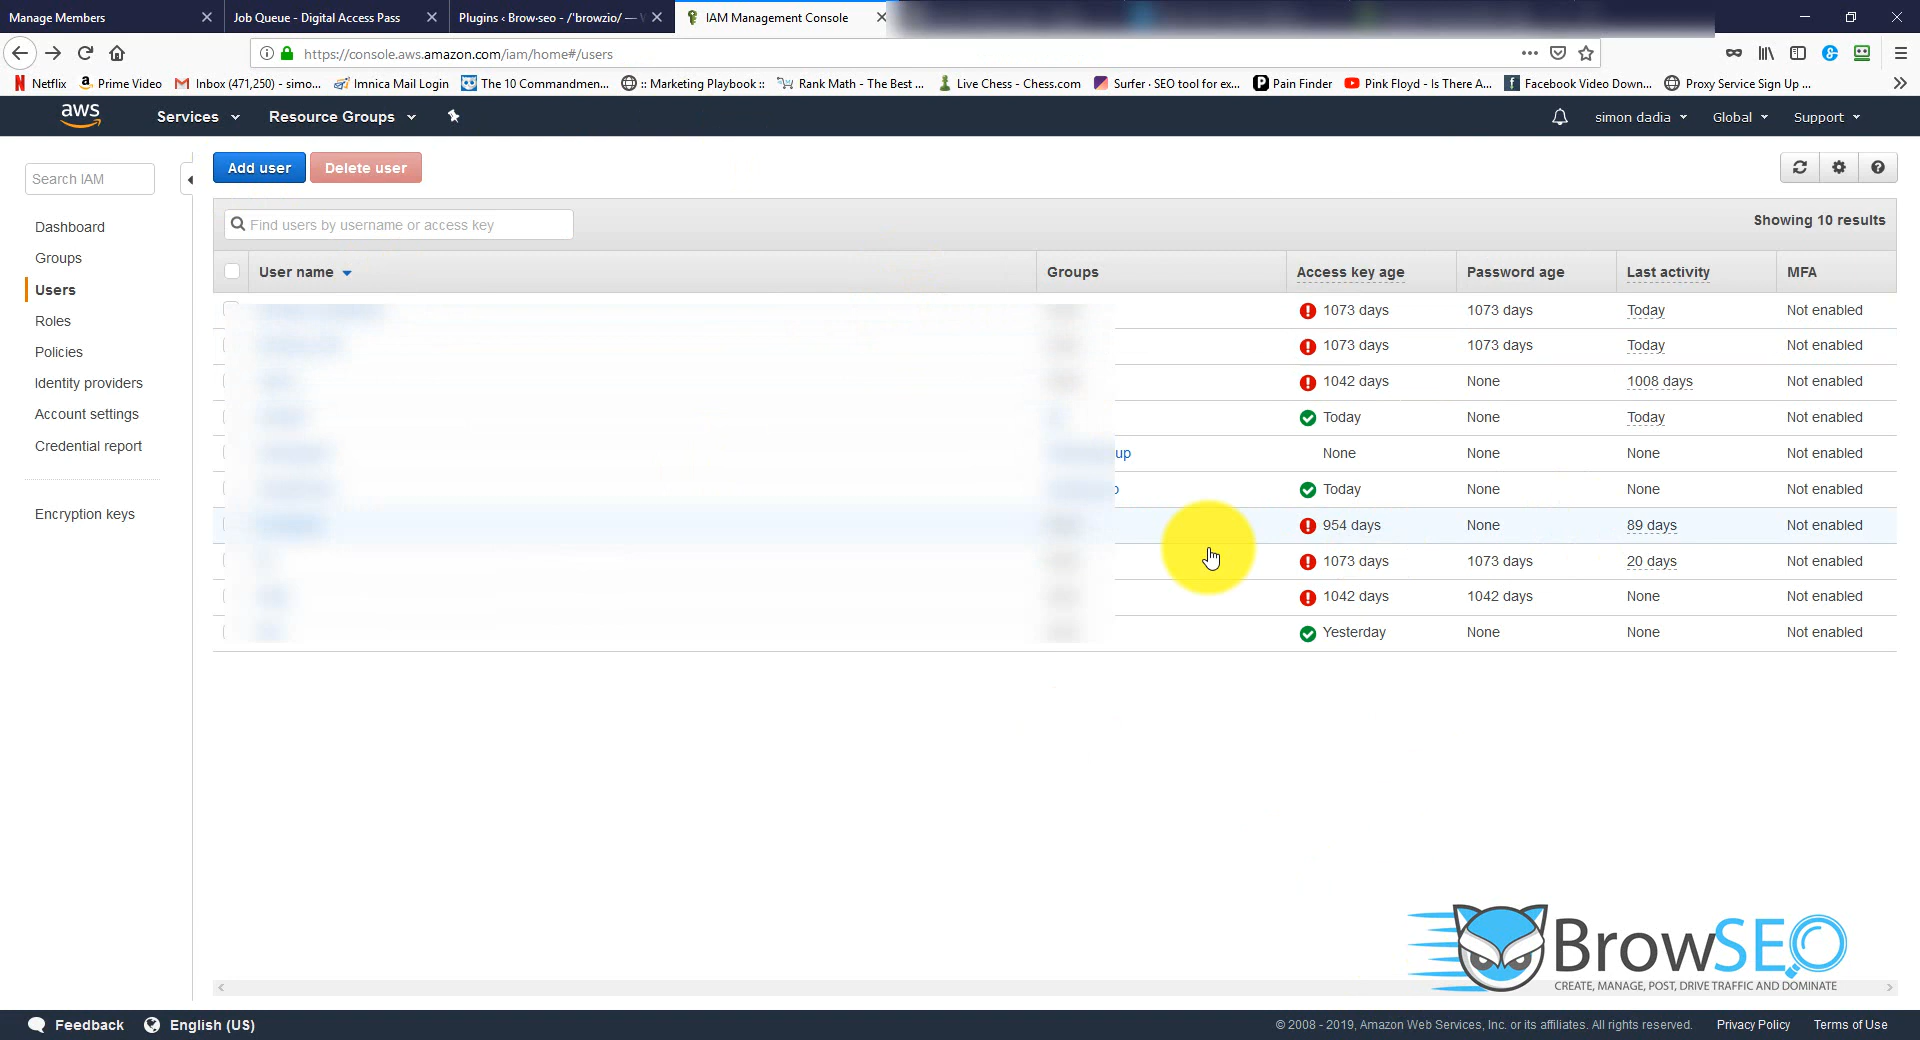 Manage Members
Job Queue - Digital Access Pass
Plugins ‹ Brow-seo - /'browzio/ —
IAM Management Console
https://console.aws.amazon.com/iam/home#/users
Netflix
Prime Video
Inbox (471,250) - simo...
Imnica Mail Login
The 10 Commandmen...
:: Marketing Playbook ::
Rank Math - The Best ...
Live Chess - Chess.com
Surfer · SEO tool for ex...
Pain Finder
Pink Floyd - Is There A...
Facebook Video Down...
Proxy Service Sign Up ...
aws
Services
Resource Groups
simon dadia
Global
Support
Search IAM
Dashboard
Groups
Users
Roles
Policies
Identity providers
Account settings
Credential report
Encryption keys
Add user
Delete user
Find users by username or access key
Showing 10 results
User name Groups Access key age Password age Last activity MFA
1073 days 1073 days Today Not enabled
1073 days 1073 days Today Not enabled
1042 days None 1008 days Not enabled
Today None Today Not enabled
up None None None Not enabled
Today None None Not enabled
954 days None 89 days Not enabled
1073 days 1073 days 20 days Not enabled
1042 days 1042 days None Not enabled
Yesterday None None Not enabled
BrowSEO
CREATE, MANAGE, POST, DRIVE TRAFFIC AND DOMINATE
Feedback
English (US)
© 2008 - 2019, Amazon Web Services, Inc. or its affiliates. All rights reserved.
Privacy Policy
Terms of Use